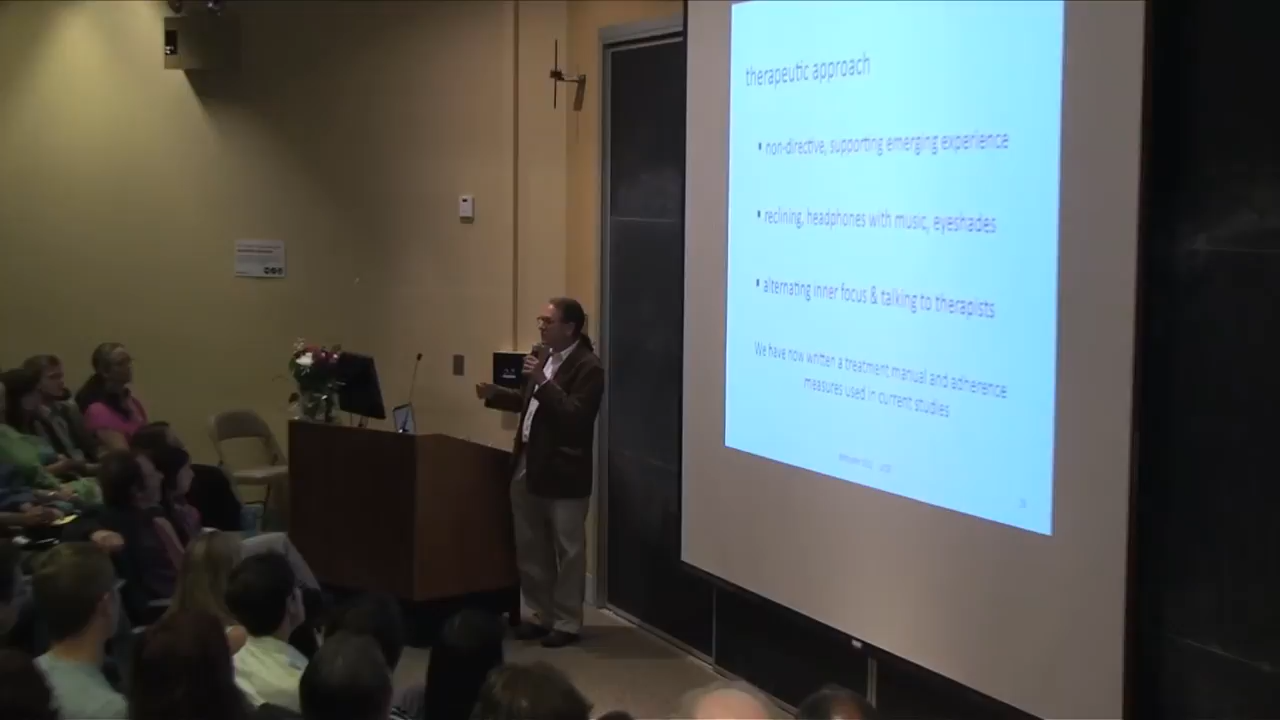 therapeutic approach
▪ non-directive, supporting emerging experience
▪ reclining, headphones with music, eyeshades
▪ alternating inner focus & talking to therapists
We have now written a treatment manual and adherence
measures used in current studies